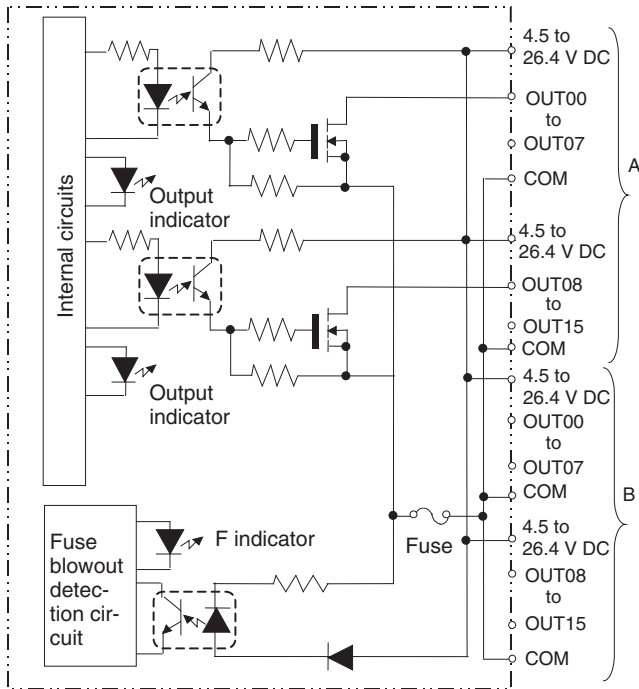 Internal circuits
Output
indicator
Output
indicator
Fuse
blowout
detec-
tion cir-
cuit
F indicator
Fuse
4.5 to
26.4 V DC
OUT00
to
OUT07
COM
4.5 to
26.4 V DC
OUT08
to
OUT15
COM
A
4.5 to
26.4 V DC
OUT00
to
OUT07
COM
4.5 to
26.4 V DC
OUT08
to
OUT15
COM
B